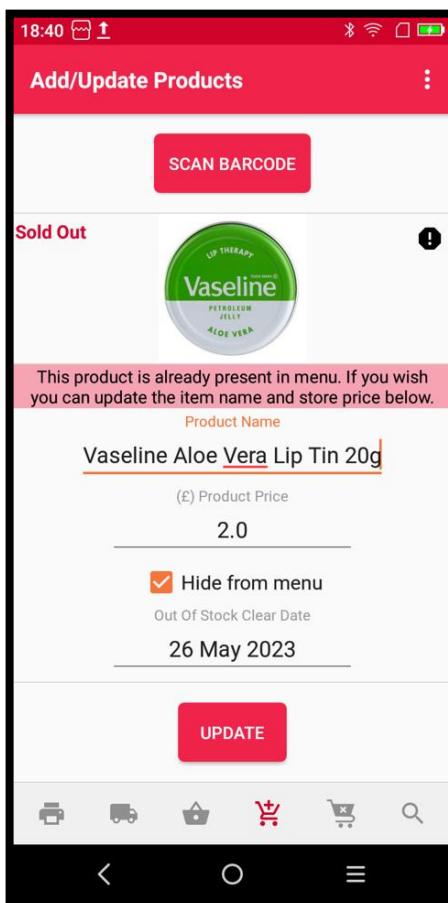 18:40
Add/Update Products
SCAN BARCODE
Sold Out
LIP THERAPY
Vaseline
PETROLEUM
JELLY
ALOE VERA
This product is already present in menu. If you wish
you can update the item name and store price below.
Product Name
Vaseline Aloe Vera Lip Tin 20g
(£) Product Price
2.0
Hide from menu
Out Of Stock Clear Date
26 May 2023
UPDATE